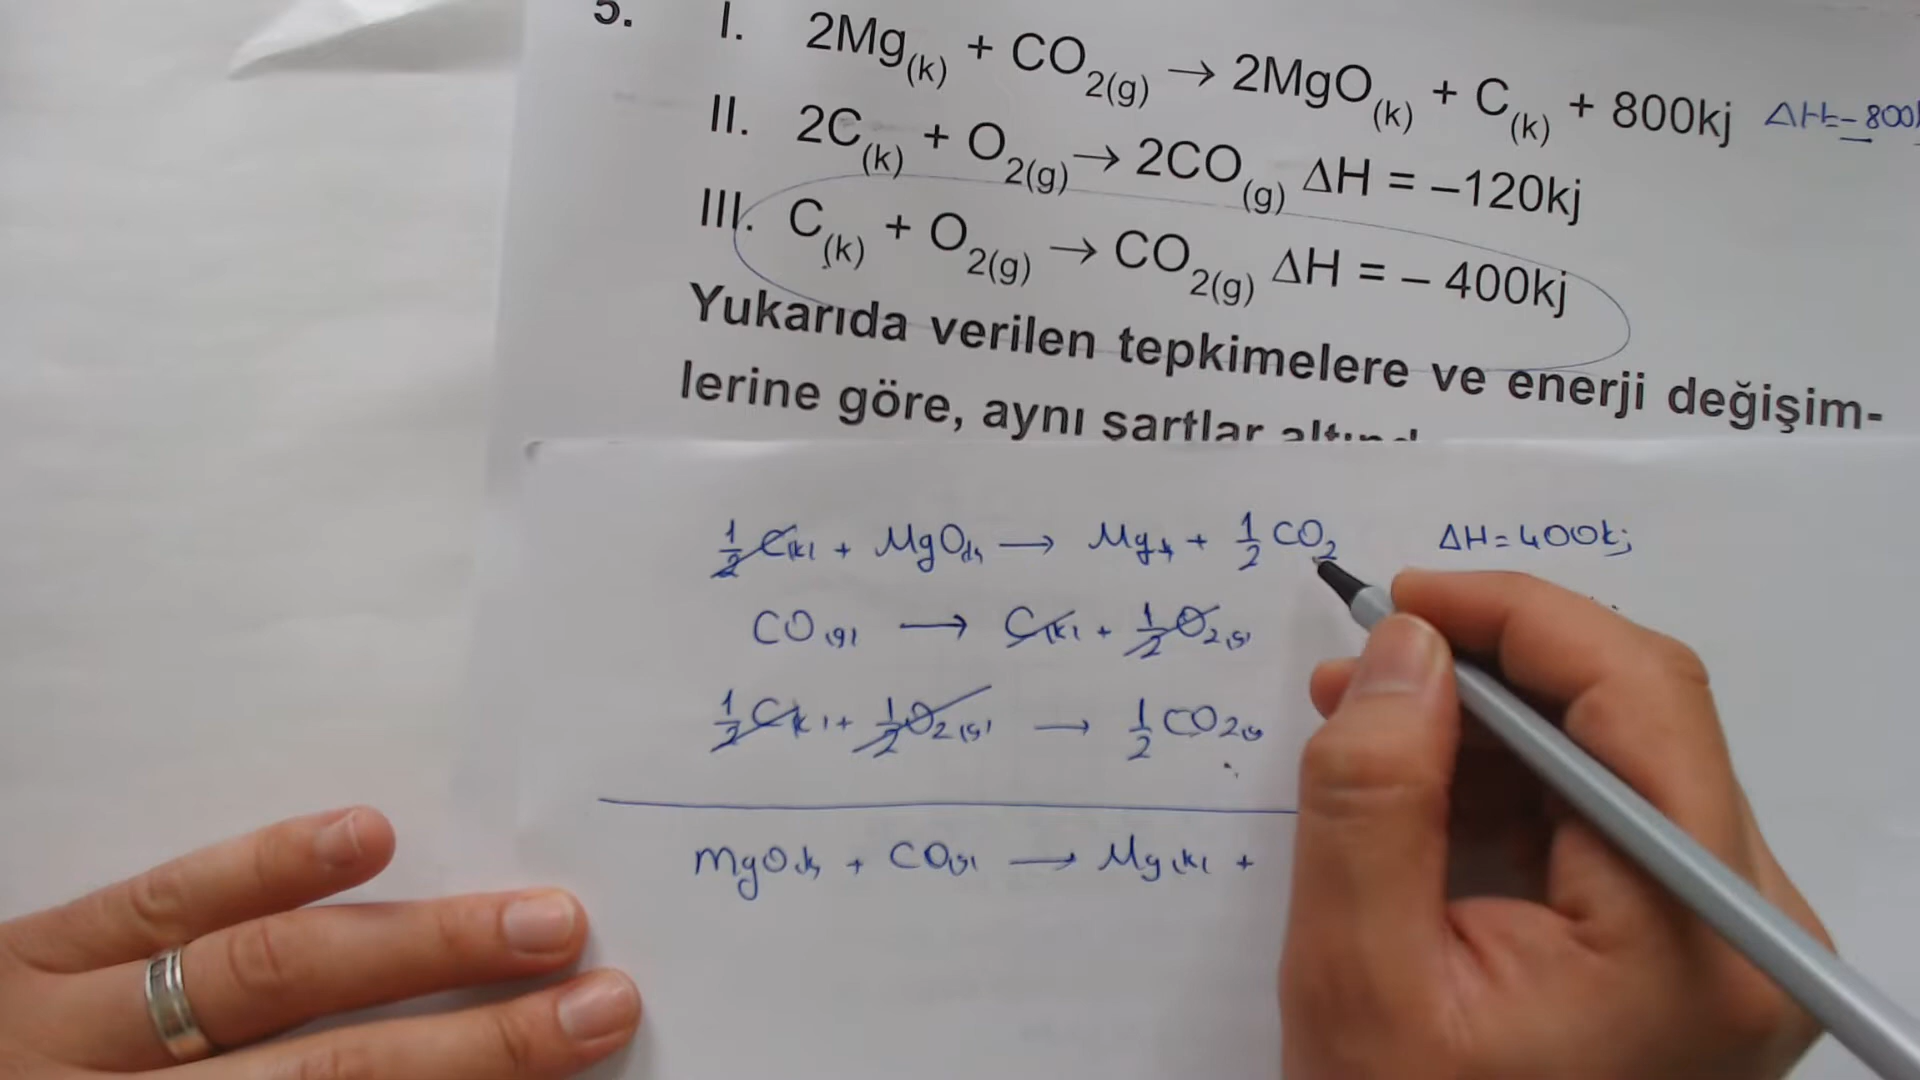 5. I. 2Mg(k) + CO2(g) → 2MgO(k) + C(k) + 800kj ΔH=-800
II. 2C(k) + O2(g) → 2CO(g) ΔH = –120kj
III. C(k) + O2(g) → CO2(g) ΔH = – 400kj
Yukarıda verilen tepkimelere ve enerji değişim-
lerine göre, aynı şartlar altında
1/2 C(k) + MgO(k) → Mg(k) + 1/2 CO2 ΔH=400kj
CO(g) → C(k) + 1/2 O2(g)
1/2 C(k) + 1/2 O2(g) → 1/2 CO2(g)
MgO(k) + CO(g) → Mg(k) +